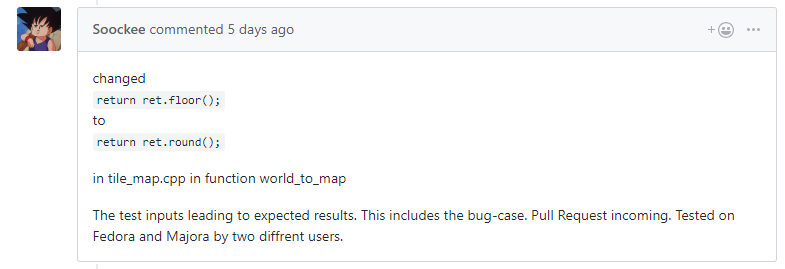 Soockee commented 5 days ago
changed
return ret.floor();
to
return ret.round();
in tile_map.cpp in function world_to_map
The test inputs leading to expected results. This includes the bug-case. Pull Request incoming. Tested on
Fedora and Majora by two diffrent users.